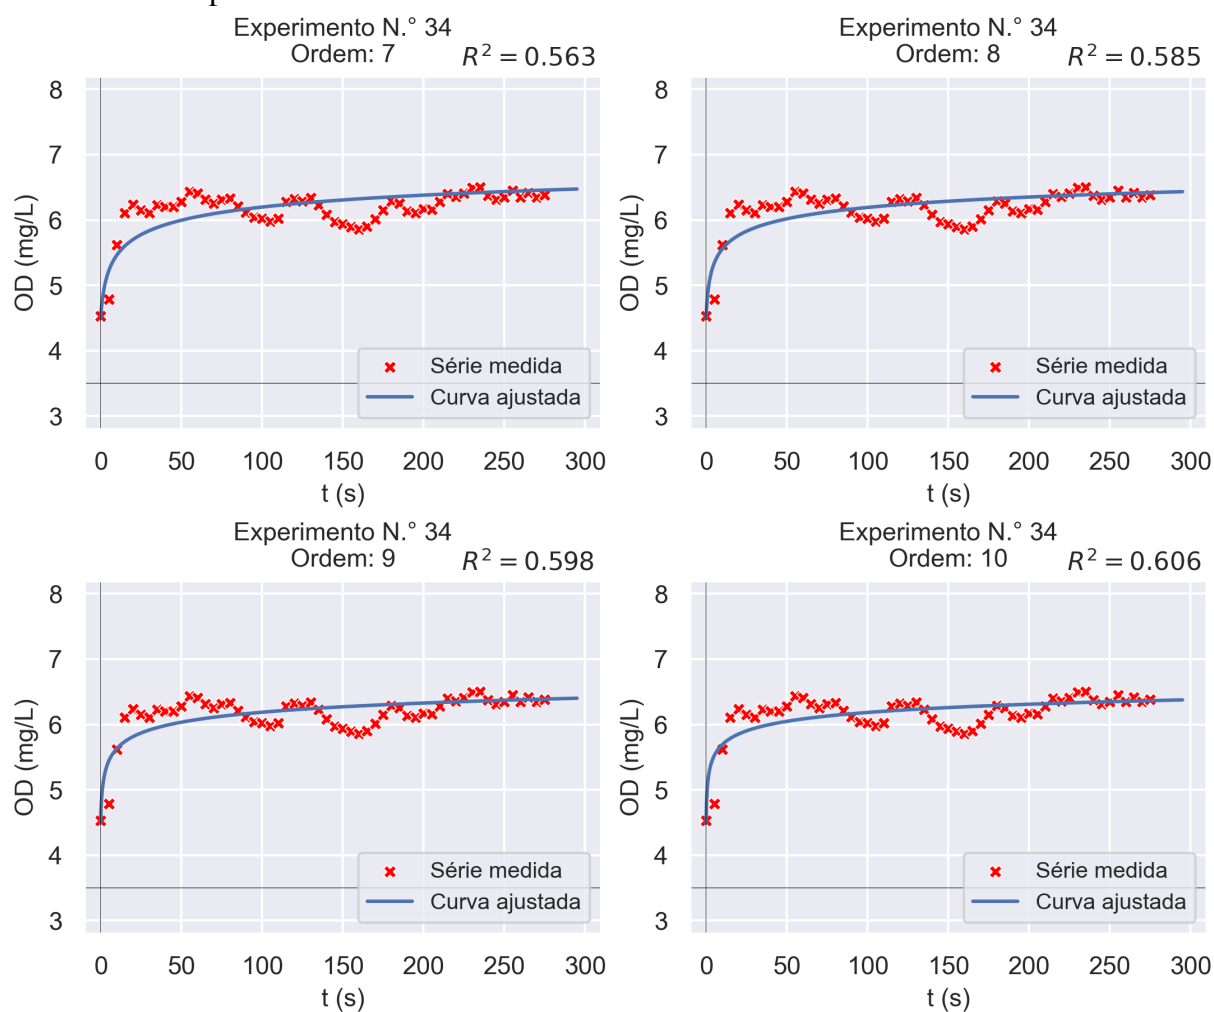 Experimento N.° 34
Ordem: 7 R² = 0.563
8
7
6
5
4
3
OD (mg/L)
Série medida
Curva ajustada
0 50 100 150 200 250 300
t (s)
Experimento N.° 34
Ordem: 8 R² = 0.585
8
7
6
5
4
3
OD (mg/L)
Série medida
Curva ajustada
0 50 100 150 200 250 300
t (s)
Experimento N.° 34
Ordem: 9 R² = 0.598
8
7
6
5
4
3
OD (mg/L)
Série medida
Curva ajustada
0 50 100 150 200 250 300
t (s)
Experimento N.° 34
Ordem: 10 R² = 0.606
8
7
6
5
4
3
OD (mg/L)
Série medida
Curva ajustada
0 50 100 150 200 250 300
t (s)